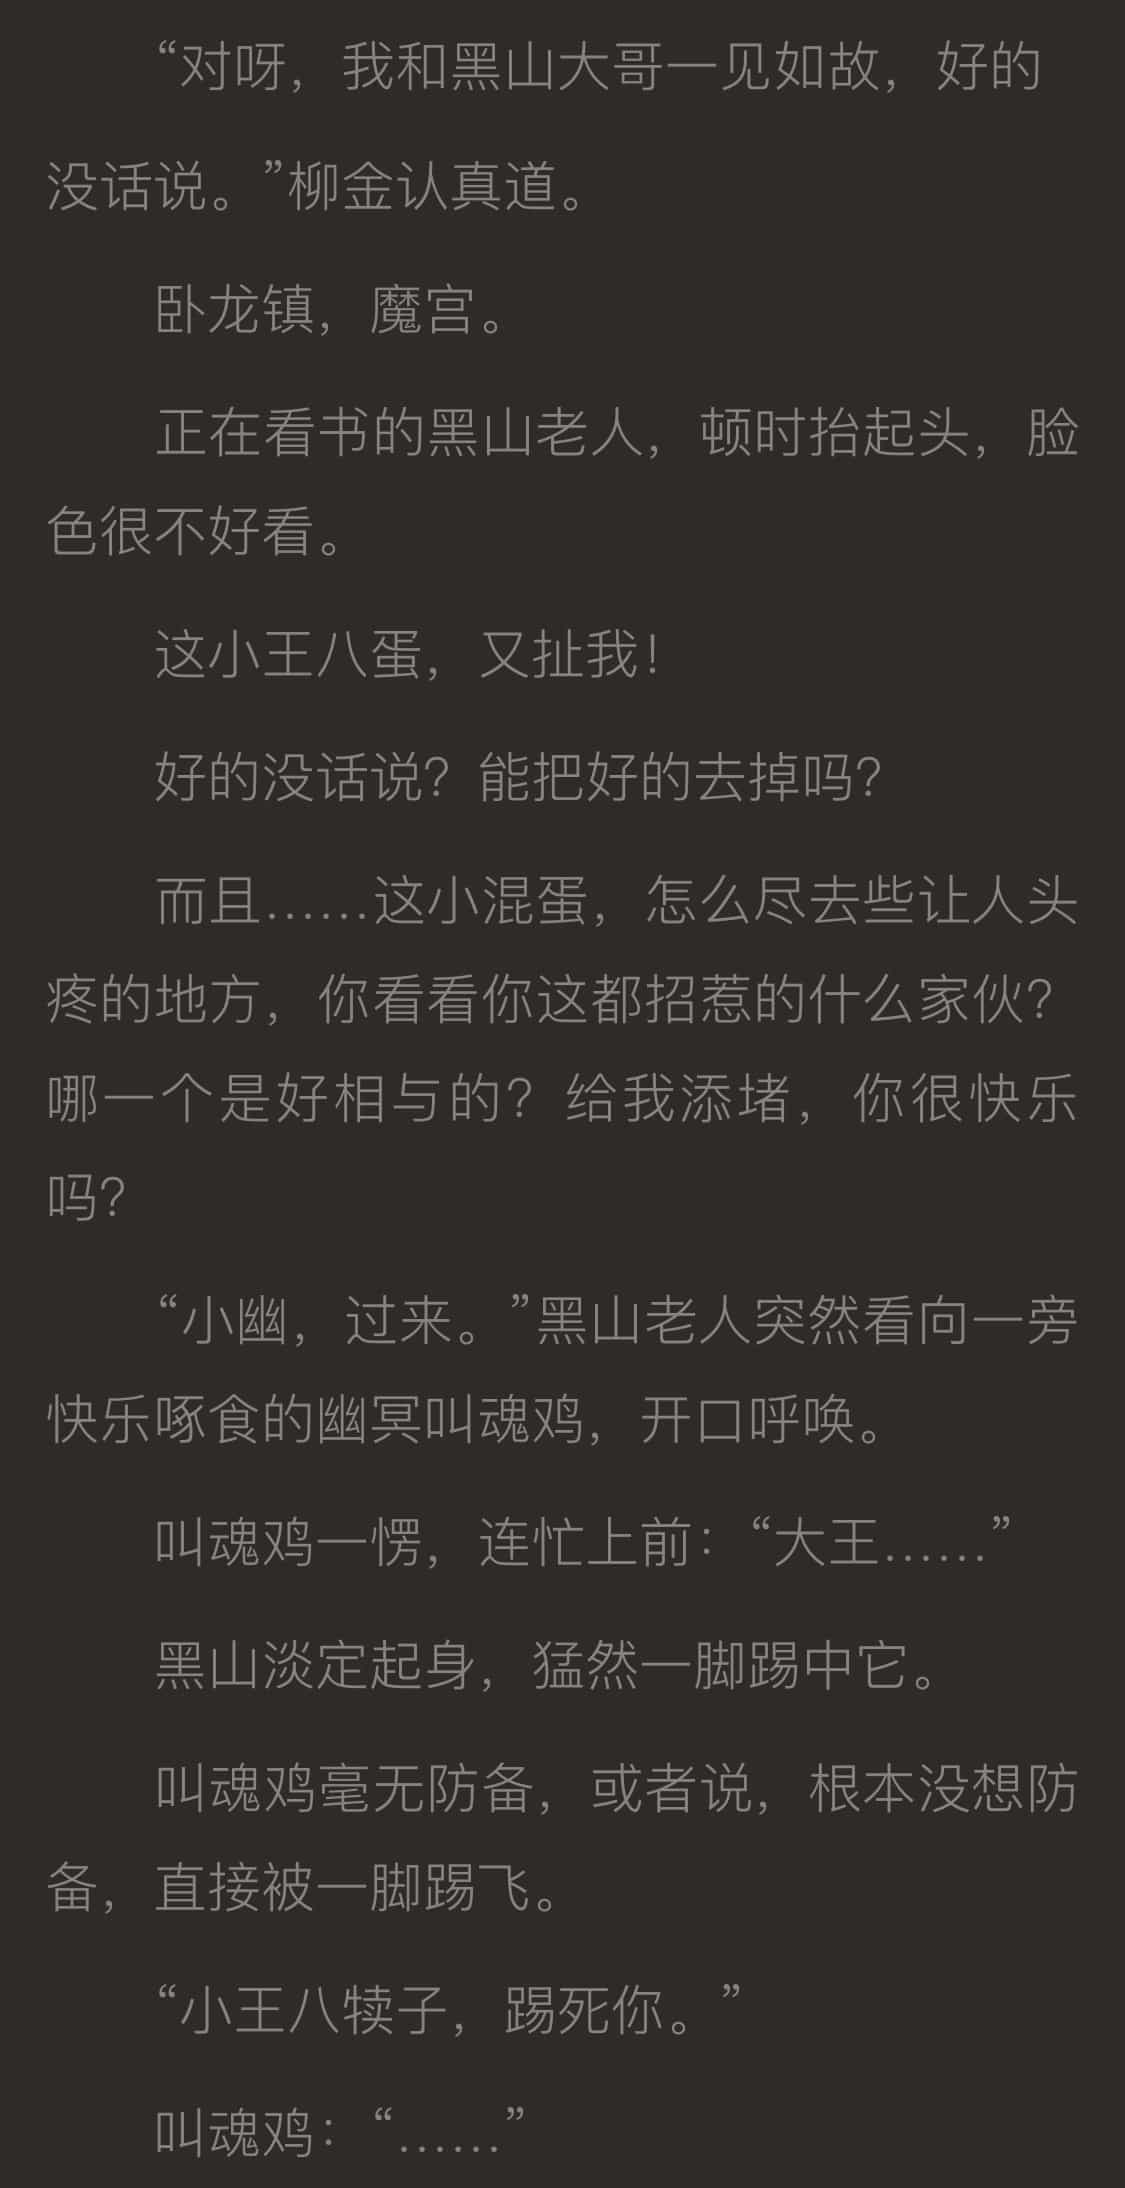 “对呀，我和黑山大哥一见如故，好的
没话说。”柳金认真道。
卧龙镇，魔宫。
正在看书的黑山老人，顿时抬起头，脸
色很不好看。
这小王八蛋，又扯我！
好的没话说？能把好的去掉吗？
而且……这小混蛋，怎么尽去些让人头
疼的地方，你看看你这都招惹的什么家伙？
哪一个是好相与的？给我添堵，你很快乐
吗？
“小幽，过来。”黑山老人突然看向一旁
快乐啄食的幽冥叫魂鸡，开口呼唤。
叫魂鸡一愣，连忙上前：“大王……”
黑山淡定起身，猛然一脚踢中它。
叫魂鸡毫无防备，或者说，根本没想防
备，直接被一脚踢飞。
“小王八犊子，踢死你。”
叫魂鸡：“……”